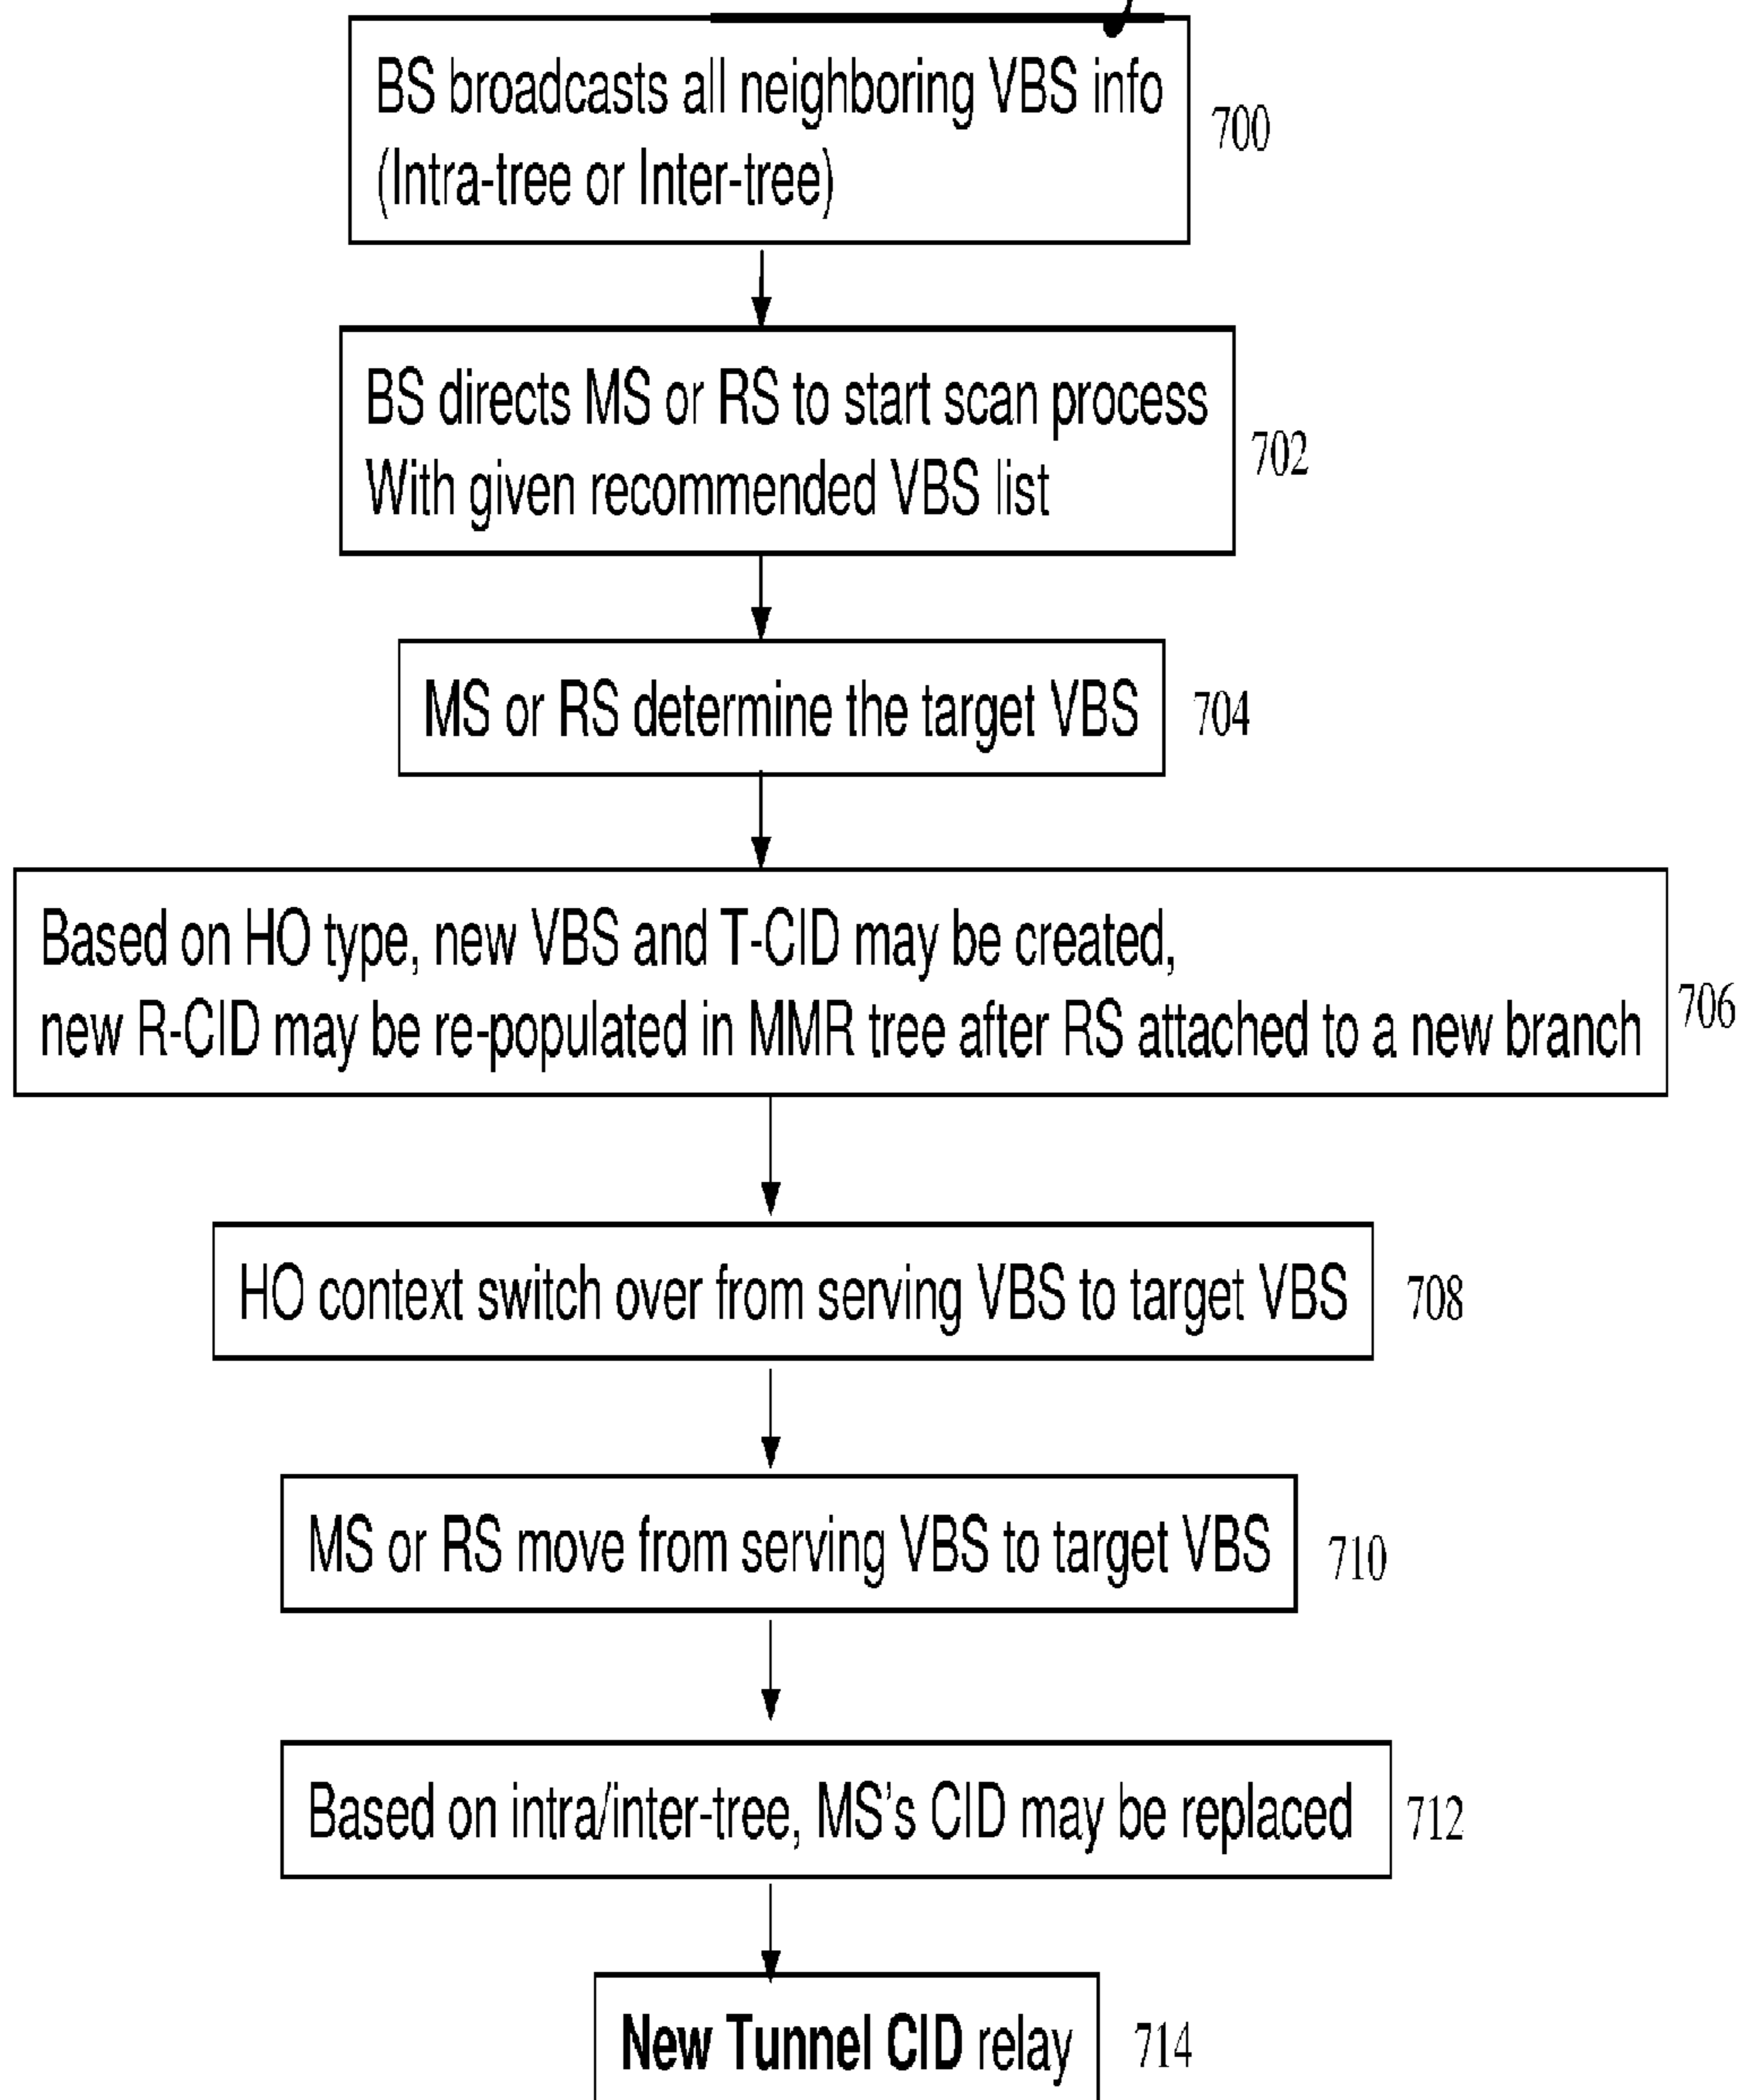 BS broadcasts all neighboring VBS info
(Intra-tree or Inter-tree)
700
BS directs MS or RS to start scan process
With given recommended VBS list
702
MS or RS determine the target VBS
704
Based on HO type, new VBS and T-CID may be created,
new R-CID may be re-populated in MMR tree after RS attached to a new branch
706
HO context switch over from serving VBS to target VBS
708
MS or RS move from serving VBS to target VBS
710
Based on intra/inter-tree, MS's CID may be replaced
712
New Tunnel CID relay
714